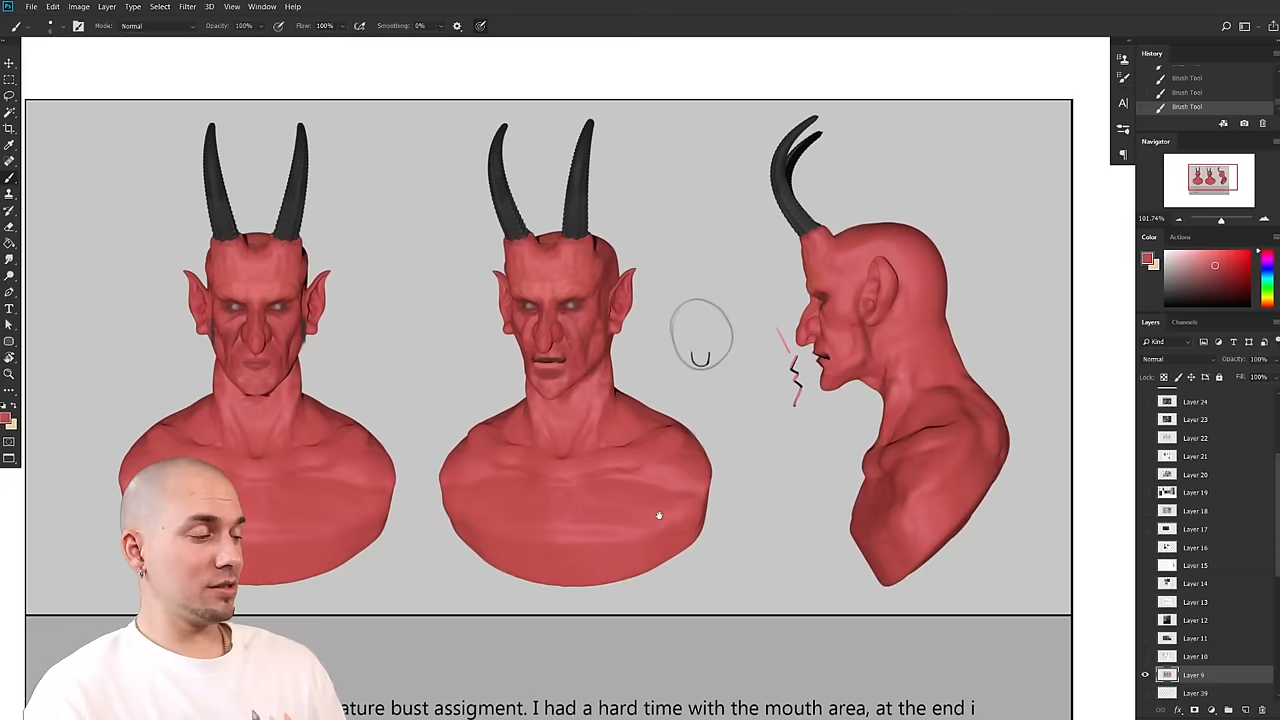 Ps File Edit Image Layer Type Select Filter 3D View Window Help
Mode: Normal Opacity: 100% Flow: 100% Smoothing: 0%
History
Brush Tool
Brush Tool
Brush Tool
Navigator
101.74%
Color Actions
Layers Channels
Kind
Normal Opacity: 100%
Lock: Fill: 100%
Layer 24
Layer 23
Layer 22
Layer 21
Layer 20
Layer 19
Layer 18
Layer 17
Layer 16
Layer 15
Layer 14
Layer 13
Layer 12
Layer 11
Layer 10
Layer 9
Layer 39
ature bust assigment. I had a hard time with the mouth area, at the end i